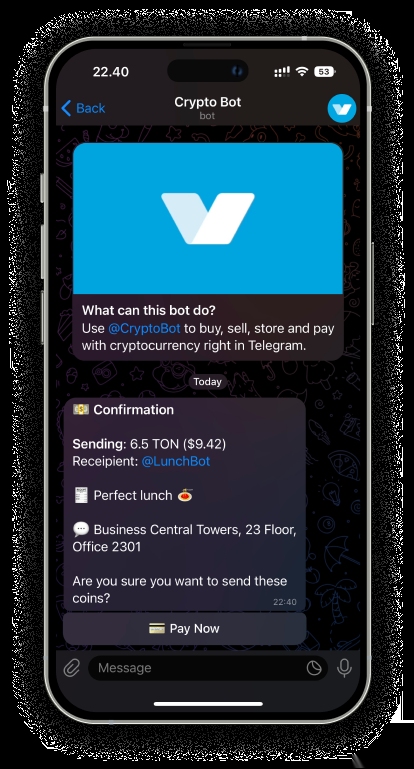 22.40
53
Back
Crypto Bot
bot
What can this bot do?
Use @CryptoBot to buy, sell, store and pay
with cryptocurrency right in Telegram.
Today
💴 Confirmation
Sending: 6.5 TON ($9.42)
Receipient: @LunchBot
🧾 Perfect lunch 🍝
💬 Business Central Towers, 23 Floor,
Office 2301
Are you sure you want to send these
coins?
22:40
💳 Pay Now
Message